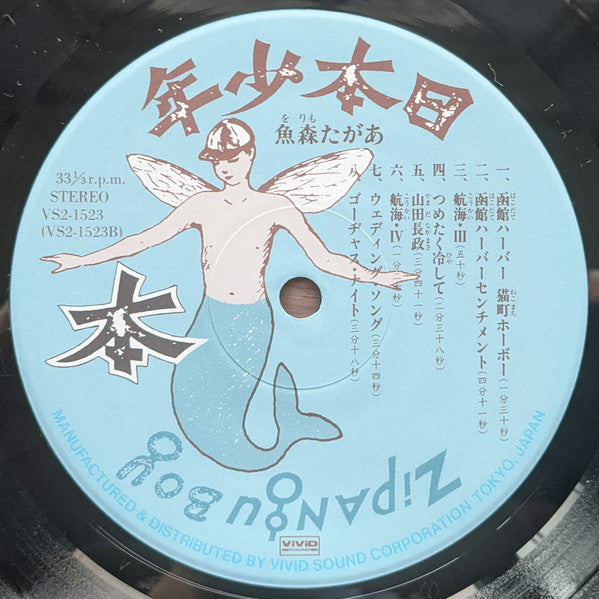 日本少年
もりを
あがた森魚
33⅓ r.p.m.
STEREO
VS2-1523
(VS2-1523B)
一、函館ハーバー 猫町ホーボー(一分三十秒)
二、函館ハーバーセンチメント(四分十一秒)
三、航海・III(五十秒)
四、つめたく冷して(二分三十八秒)
五、山田長政(三分四十一秒)
六、航海・IV(一分 秒)
七、ウェディング・ソング(三分十四秒)
八、ゴーヂャス・ナイト(三分十八秒)
本
ZiPANGu BOy
ViViD
MANUFACTURED & DISTRIBUTED BY VIVID SOUND CORPORATION TOKYO, JAPAN